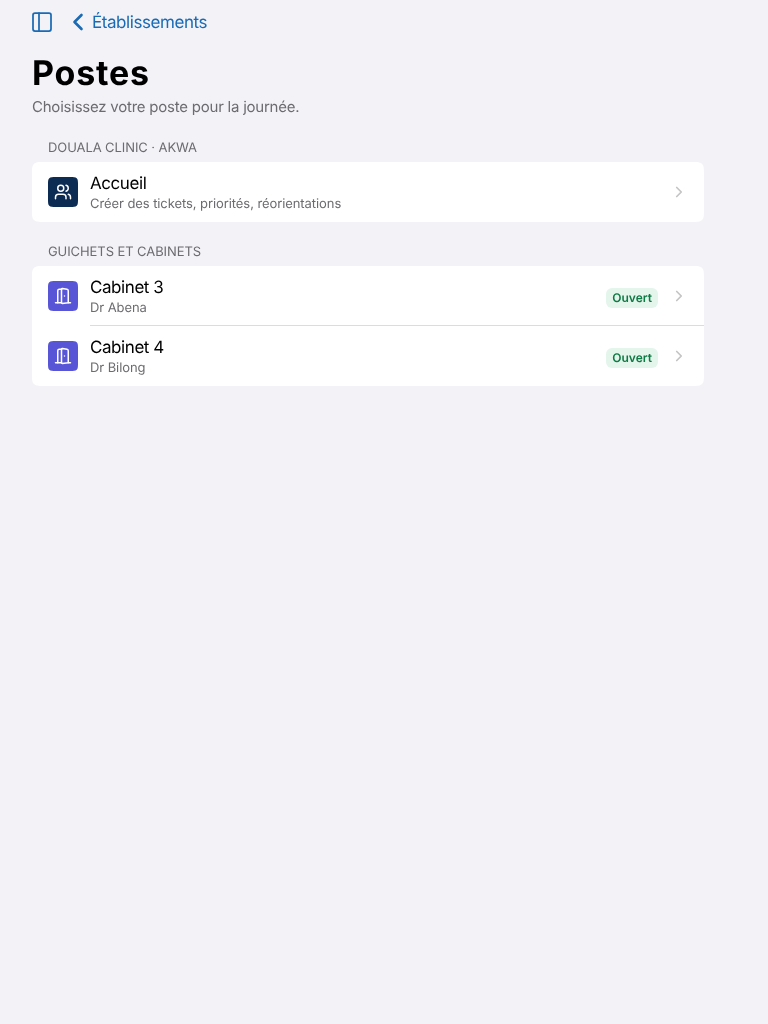 Établissements
Postes
Choisissez votre poste pour la journée.
DOUALA CLINIC · AKWA
Accueil
Créer des tickets, priorités, réorientations
GUICHETS ET CABINETS
Cabinet 3
Dr Abena
Ouvert
Cabinet 4
Dr Bilong
Ouvert